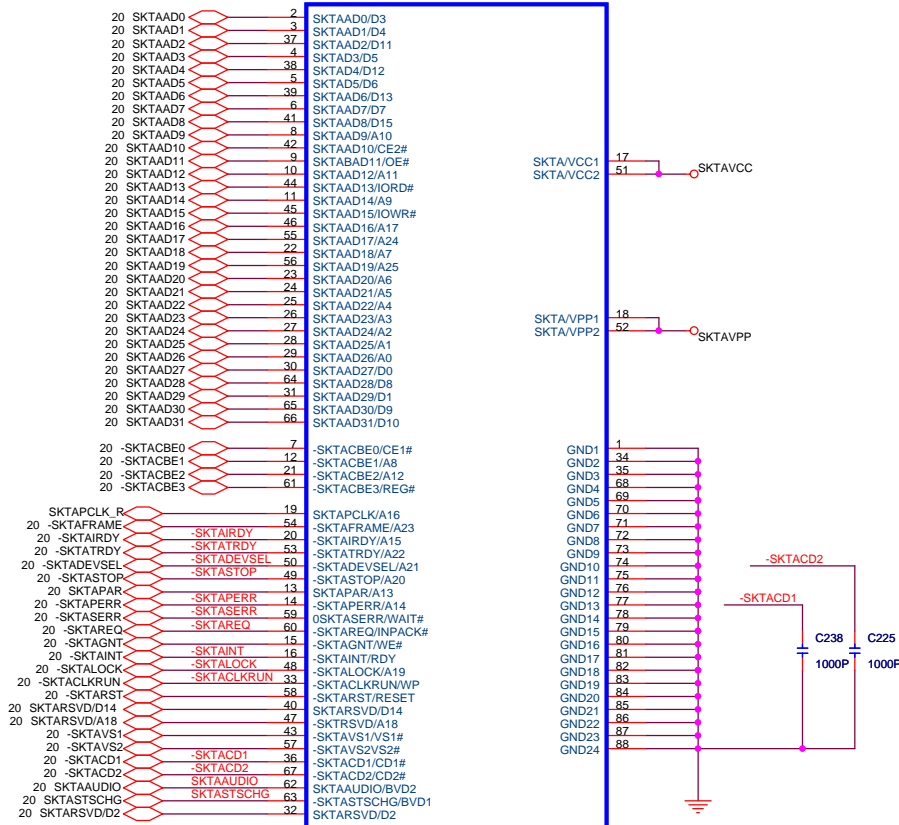 20 SKTAAD0 2 SKTAAD0/D3
20 SKTAAD1 3 SKTAAD1/D4
20 SKTAAD2 37 SKTAAD2/D11
20 SKTAAD3 4 SKTAD3/D5
20 SKTAAD4 38 SKTAD4/D12
20 SKTAAD5 5 SKTAD5/D6
20 SKTAAD6 39 SKTAAD6/D13
20 SKTAAD7 6 SKTAAD7/D7
20 SKTAAD8 41 SKTAAD8/D15
20 SKTAAD9 8 SKTAAD9/A10
20 SKTAAD10 42 SKTAAD10/CE2#
20 SKTAAD11 9 SKTABAD11/OE#
20 SKTAAD12 10 SKTAAD12/A11
20 SKTAAD13 44 SKTAAD13/IORD#
20 SKTAAD14 11 SKTAAD14/A9
20 SKTAAD15 45 SKTAAD15/IOWR#
20 SKTAAD16 46 SKTAAD16/A17
20 SKTAAD17 55 SKTAAD17/A24
20 SKTAAD18 22 SKTAAD18/A7
20 SKTAAD19 56 SKTAAD19/A25
20 SKTAAD20 23 SKTAAD20/A6
20 SKTAAD21 24 SKTAAD21/A5
20 SKTAAD22 25 SKTAAD22/A4
20 SKTAAD23 26 SKTAAD23/A3
20 SKTAAD24 27 SKTAAD24/A2
20 SKTAAD25 28 SKTAAD25/A1
20 SKTAAD26 29 SKTAAD26/A0
20 SKTAAD27 30 SKTAAD27/D0
20 SKTAAD28 64 SKTAAD28/D8
20 SKTAAD29 31 SKTAAD29/D1
20 SKTAAD30 65 SKTAAD30/D9
20 SKTAAD31 66 SKTAAD31/D10
20 -SKTACBE0 7 -SKTACBE0/CE1#
20 -SKTACBE1 12 -SKTACBE1/A8
20 -SKTACBE2 21 -SKTACBE2/A12
20 -SKTACBE3 61 -SKTACBE3/REG#
SKTAPCLK_R 19 SKTAPCLK/A16
20 -SKTAFRAME 54 -SKTAFRAME/A23
20 -SKTAIRDY -SKTAIRDY 20 -SKTAIRDY/A15
20 -SKTATRDY -SKTATRDY 53 -SKTATRDY/A22
20 -SKTADEVSEL -SKTADEVSEL 50 -SKTADEVSEL/A21
20 -SKTASTOP -SKTASTOP 49 -SKTASTOP/A20
20 SKTAPAR 13 SKTAPAR/A13
20 -SKTAPERR -SKTAPERR 14 -SKTAPERR/A14
20 -SKTASERR -SKTASERR 59 0SKTASERR/WAIT#
20 -SKTAREQ -SKTAREQ 60 -SKTAREQ/INPACK#
20 -SKTAGNT 15 -SKTAGNT/WE#
20 -SKTAINT -SKTAINT 16 -SKTAINT/RDY
20 -SKTALOCK -SKTALOCK 48 -SKTALOCK/A19
20 -SKTACLKRUN -SKTACLKRUN 33 -SKTACLKRUN/WP
20 -SKTARST 58 -SKTARST/RESET
20 SKTARSVD/D14 40 SKTARSVD/D14
20 SKTARSVD/A18 47 -SKTRSVD/A18
20 -SKTAVS1 43 -SKTAVS1/VS1#
20 -SKTAVS2 57 -SKTAVS2VS2#
20 -SKTACD1 -SKTACD1 36 -SKTACD1/CD1#
20 -SKTACD2 -SKTACD2 67 -SKTACD2/CD2#
20 SKTAAUDIO SKTAAUDIO 62 SKTAAUDIO/BVD2
20 SKTASTSCHG SKTASTSCHG 63 -SKTASTSCHG/BVD1
20 SKTARSVD/D2 32 SKTARSVD/D2
SKTA/VCC1 17
SKTA/VCC2 51
SKTAVCC
SKTA/VPP1 18
SKTA/VPP2 52
SKTAVPP
GND1 1
GND2 34
GND3 35
GND4 68
GND5 69
GND6 70
GND7 71
GND8 72
GND9 73
GND10 74
GND11 75
GND12 76
GND13 77
GND14 78
GND15 79
GND16 80
GND17 81
GND18 82
GND19 83
GND20 84
GND21 85
GND22 86
GND23 87
GND24 88
-SKTACD2
-SKTACD1
C238 C225
1000P 1000P